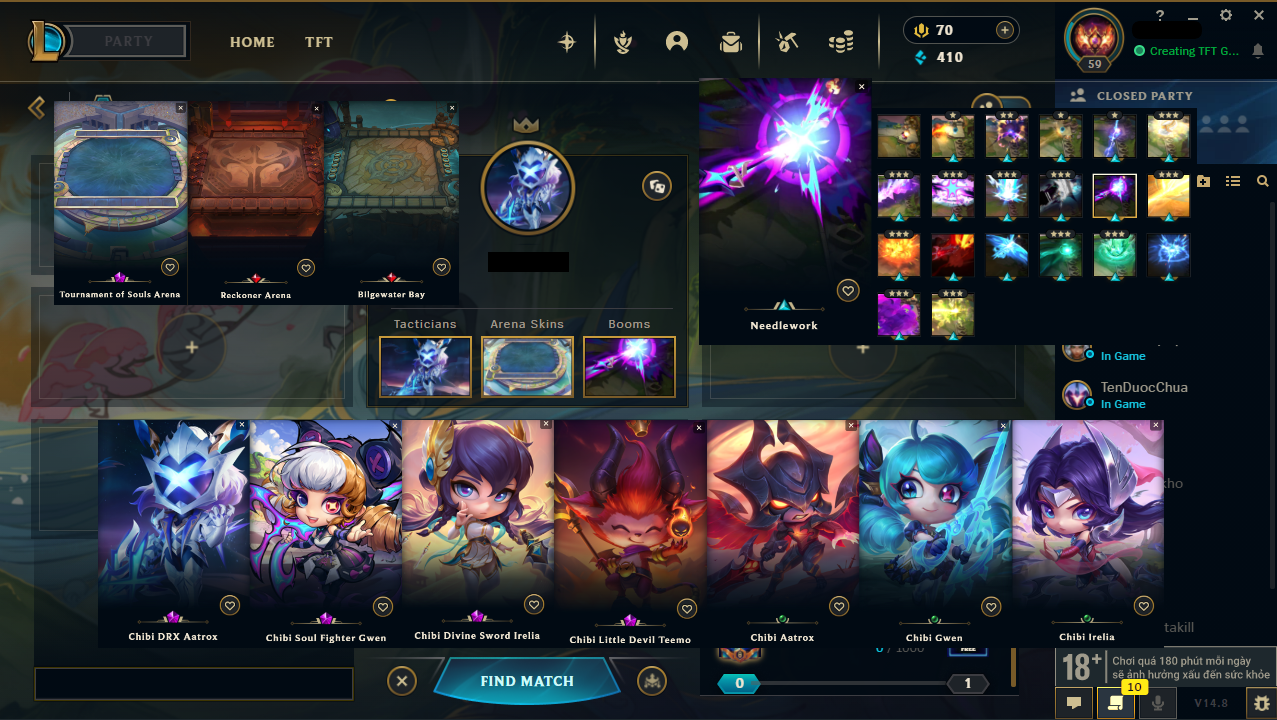 PARTY
HOME
TFT
70
410
?
59
Creating TFT G...
CLOSED PARTY
Tournament of Souls Arena
Reckoner Arena
Bilgewater Bay
Needlework
Tacticians
Arena Skins
Booms
In Game
TenDuocChua
In Game
kho
Chibi DRX Aatrox
Chibi Soul Fighter Gwen
Chibi Divine Sword Irelia
Chibi Little Devil Teemo
Chibi Aatrox
Chibi Gwen
Chibi Irelia
takill
/ 1000
FREE
FIND MATCH
0
1
18+
Chơi quá 180 phút mỗi ngày
sẽ ảnh hưởng xấu đến sức khỏe
10
V14.8